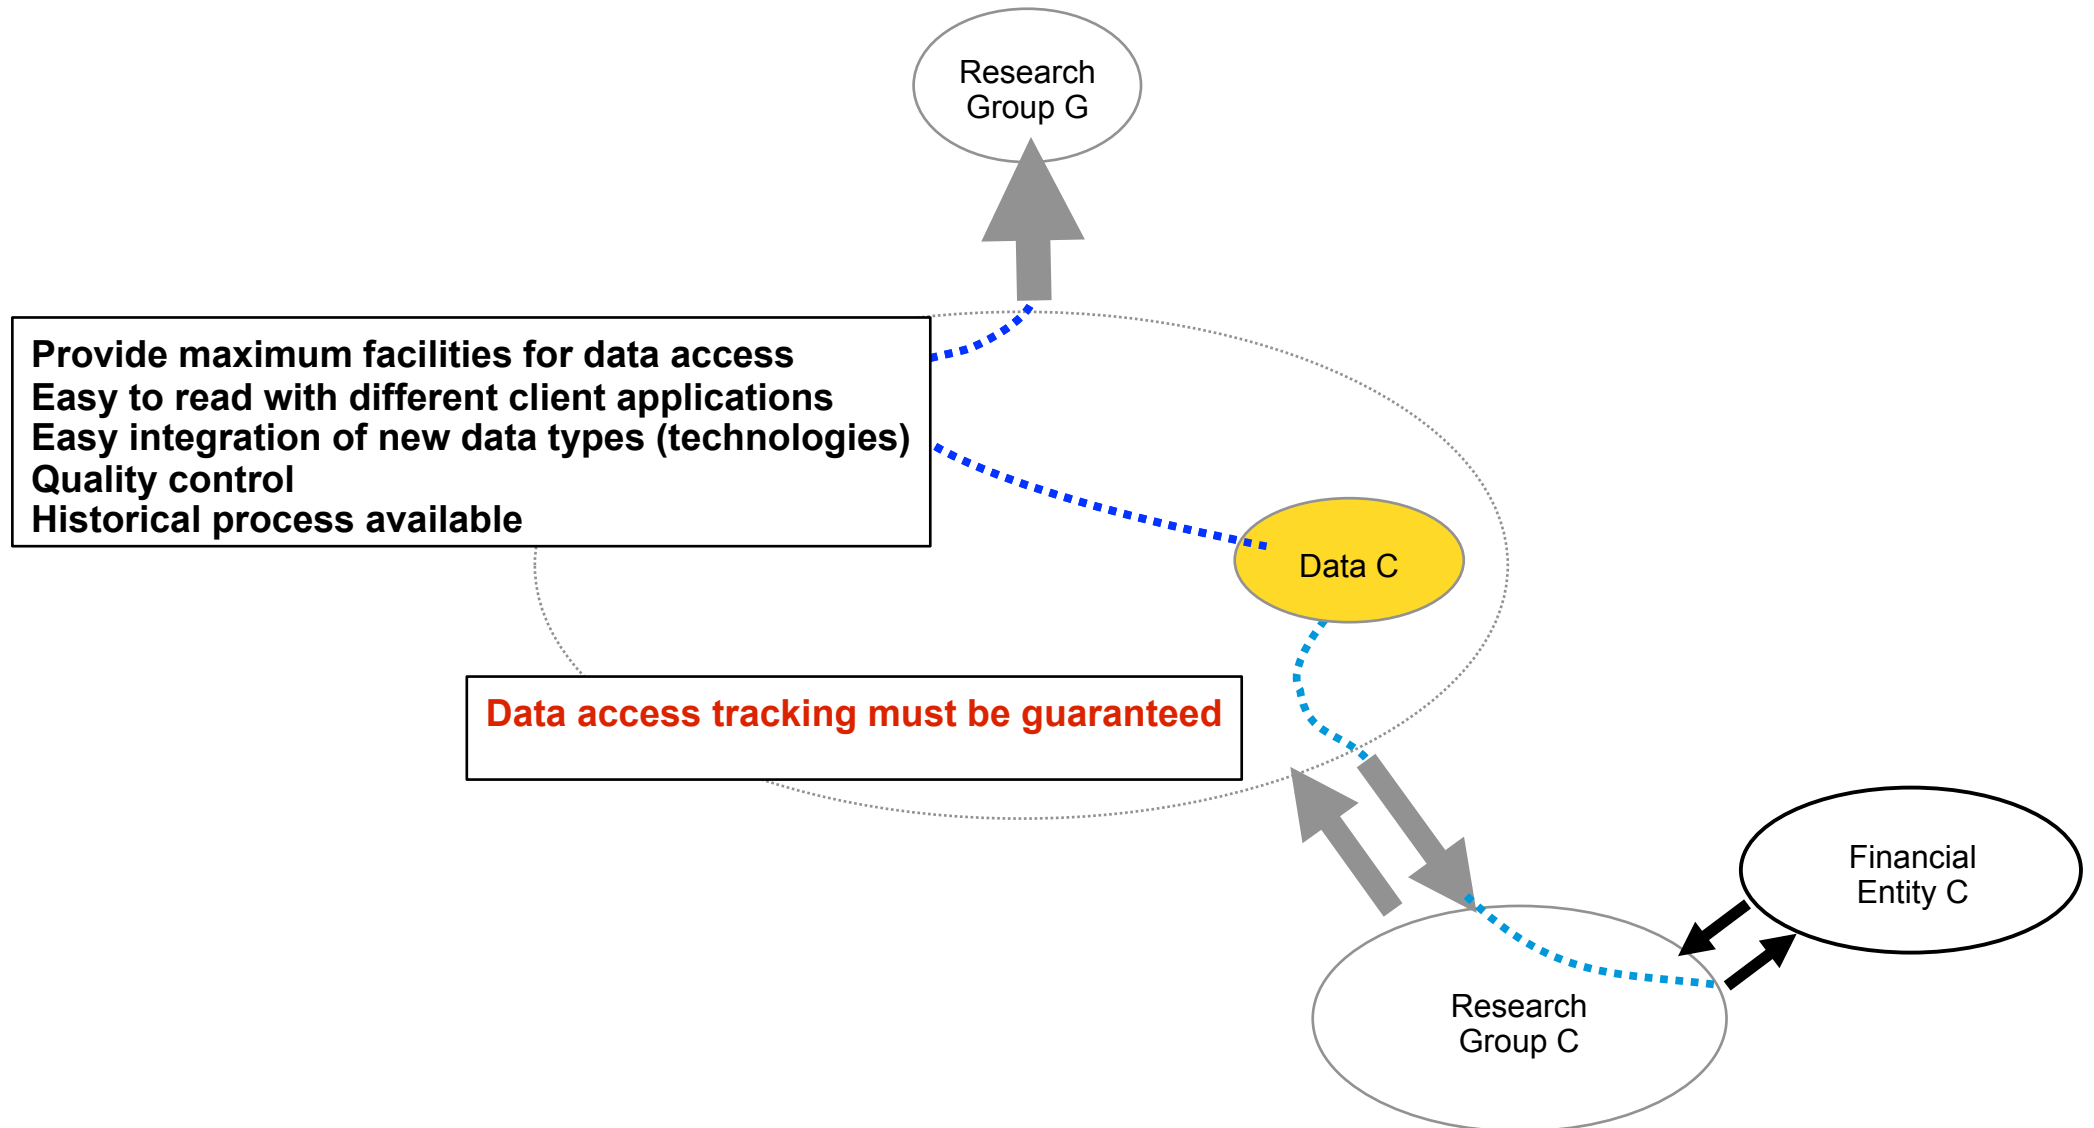 Research
Group G
Provide maximum facilities for data access
Easy to read with different client applications
Easy integration of new data types (technologies)
Quality control
Historical process available
Data C
Data access tracking must be guaranteed
Financial
Entity C
Research
Group C